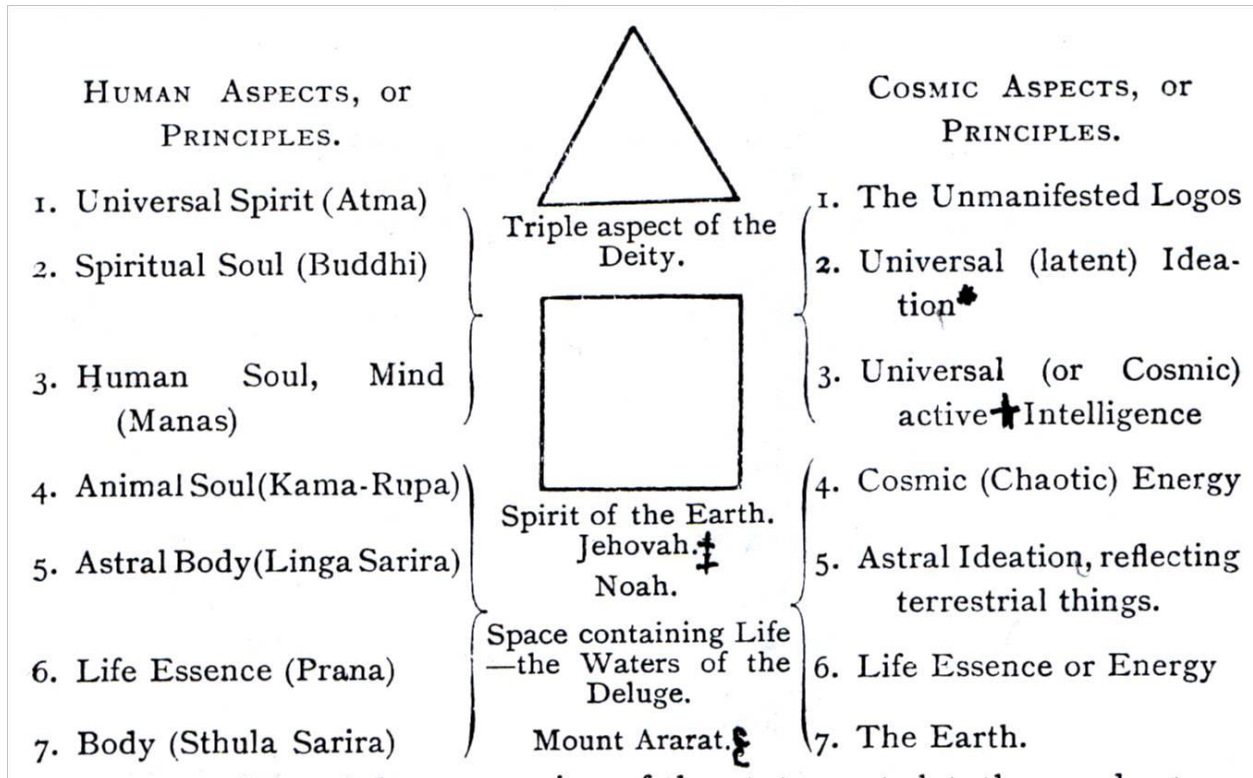 HUMAN ASPECTS, OR
PRINCIPLES.
1. Universal Spirit (Atma)
2. Spiritual Soul (Buddhi)
3. Human Soul, Mind
(Manas)
4. Animal Soul (Kama-Rupa)
5. Astral Body (Linga Sarira)
6. Life Essence (Prana)
7. Body (Sthula Sarira)
Triple aspect of the
Deity.
Spirit of the Earth.
Jehovah.‡
Noah.
Space containing Life
—the Waters of the
Deluge.
Mount Ararat.§
COSMIC ASPECTS, OR
PRINCIPLES.
1. The Unmanifested Logos
2. Universal (latent) Idea-
tion*
3. Universal (or Cosmic)
active † Intelligence
4. Cosmic (Chaotic) Energy
5. Astral Ideation, reflecting
terrestrial things.
6. Life Essence or Energy
7. The Earth.